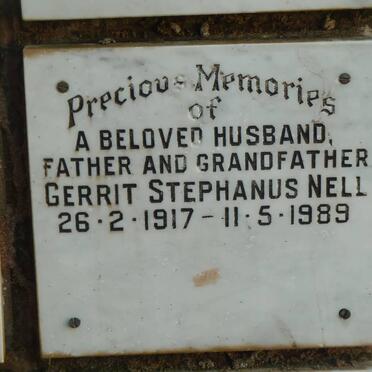 Precious Memories
of
A BELOVED HUSBAND,
FATHER AND GRANDFATHER
GERRIT STEPHANUS NELL
26·2·1917 – 11·5·1989